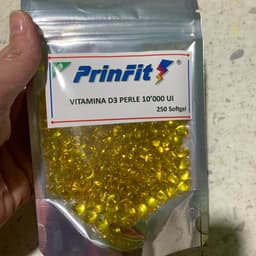 PrinFit
VITAMINA D3 PERLE 10'000 UI
250 Softgel